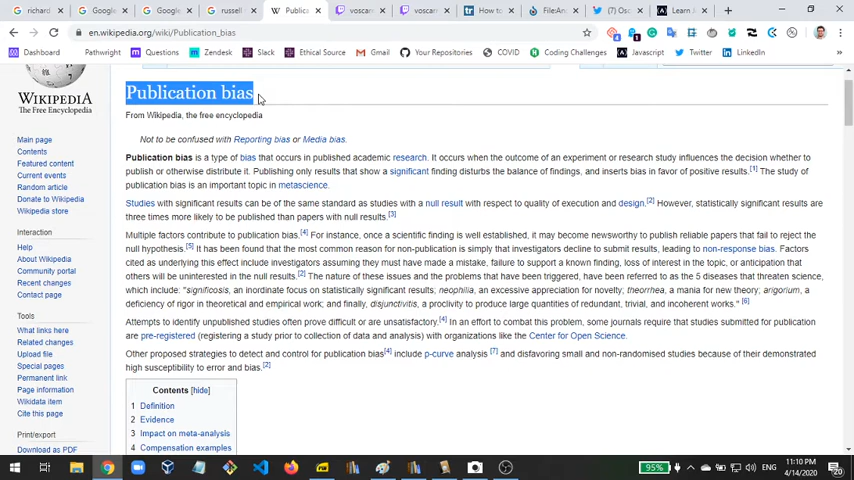 richard
Google
Google
russell
Public
voscarr
voscarr
How to
FileAn
(2) Osc
Learn J
en.wikipedia.org/wiki/Publication_bias
Dashboard Pathwright Questions Zendesk Slack Ethical Source Gmail Your Repositories COVID Coding Challenges Javascript Twitter LinkedIn
WIKIPEDIA
The Free Encyclopedia
Main page
Contents
Featured content
Current events
Random article
Donate to Wikipedia
Wikipedia store
Interaction
Help
About Wikipedia
Community portal
Recent changes
Contact page
Tools
What links here
Related changes
Upload file
Special pages
Permanent link
Page information
Wikidata item
Cite this page
Print/export
Download as PDF
Publication bias
From Wikipedia, the free encyclopedia
Not to be confused with Reporting bias or Media bias.
Publication bias is a type of bias that occurs in published academic research. It occurs when the outcome of an experiment or research study influences the decision whether to
publish or otherwise distribute it. Publishing only results that show a significant finding disturbs the balance of findings, and inserts bias in favor of positive results.[1] The study of
publication bias is an important topic in metascience.
Studies with significant results can be of the same standard as studies with a null result with respect to quality of execution and design.[2] However, statistically significant results are
three times more likely to be published than papers with null results.[3]
Multiple factors contribute to publication bias.[4] For instance, once a scientific finding is well established, it may become newsworthy to publish reliable papers that fail to reject the
null hypothesis.[5] It has been found that the most common reason for non-publication is simply that investigators decline to submit results, leading to non-response bias. Factors
cited as underlying this effect include investigators assuming they must have made a mistake, failure to support a known finding, loss of interest in the topic, or anticipation that
others will be uninterested in the null results.[2] The nature of these issues and the problems that have been triggered, have been referred to as the 5 diseases that threaten science,
which include: "significosis, an inordinate focus on statistically significant results; neophilia, an excessive appreciation for novelty; theorrhea, a mania for new theory; arigorium, a
deficiency of rigor in theoretical and empirical work; and finally, disjunctivitis, a proclivity to produce large quantities of redundant, trivial, and incoherent works." [6]
Attempts to identify unpublished studies often prove difficult or are unsatisfactory.[4] In an effort to combat this problem, some journals require that studies submitted for publication
are pre-registered (registering a study prior to collection of data and analysis) with organizations like the Center for Open Science.
Other proposed strategies to detect and control for publication bias[4] include p-curve analysis [7] and disfavoring small and non-randomised studies because of their demonstrated
high susceptibility to error and bias.[2]
Contents [hide]
1 Definition
2 Evidence
3 Impact on meta-analysis
4 Compensation examples
95%
ENG
11:10 PM
4/14/2020
20